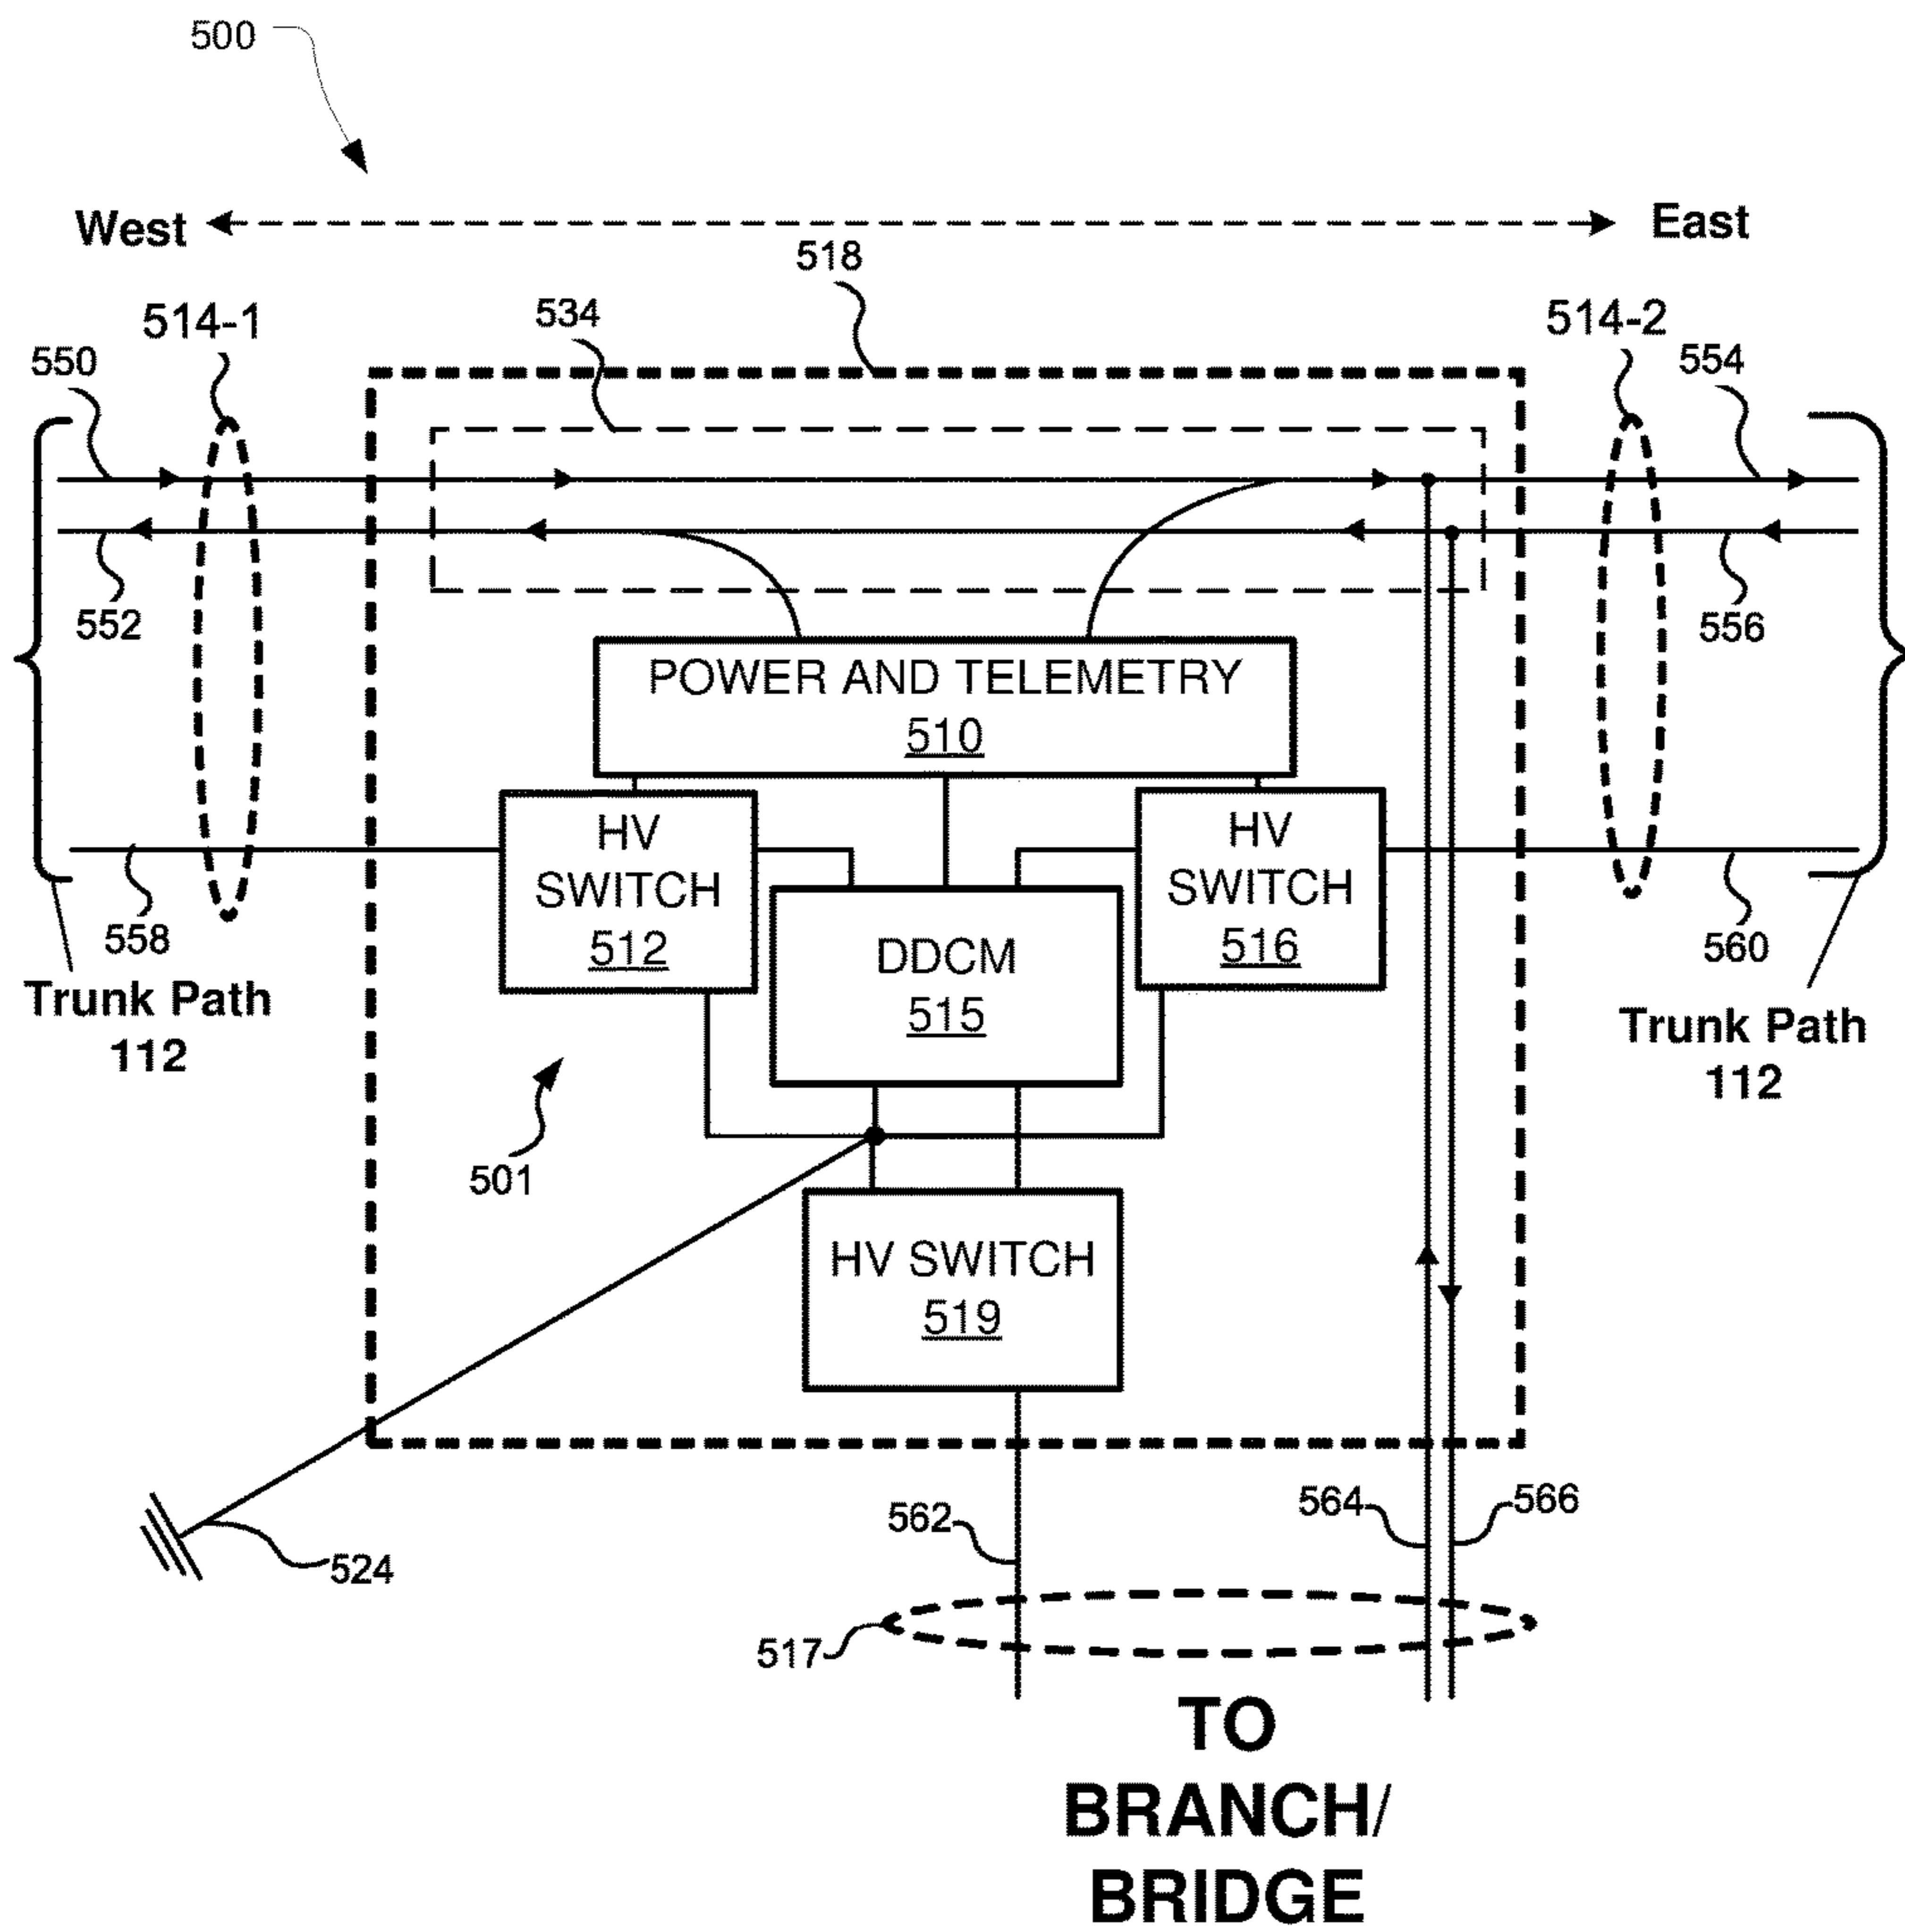 500
West
East
518
534
514-1
514-2
550
554
552
556
POWER AND TELEMETRY
510
HV
SWITCH
512
HV
SWITCH
516
DDCM
515
558
560
Trunk Path
112
Trunk Path
112
501
HV SWITCH
519
524
562
564
566
517
TO
BRANCH/
BRIDGE